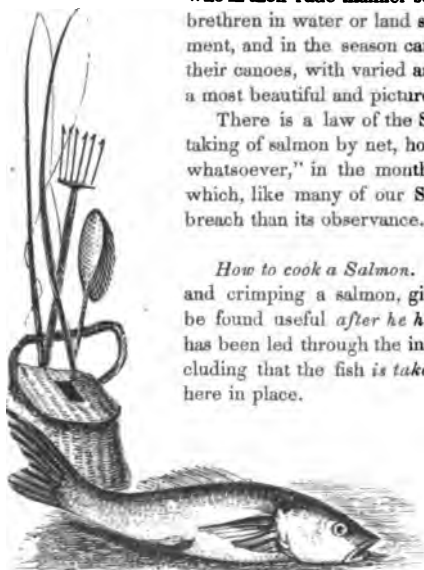 brethren in water or land s
ment, and in the season can
their canoes, with varied an
a most beautiful and pictur
There is a law of the S
taking of salmon by net, ho
whatsoever," in the month
which, like many of our S
breach than its observance.
How to cook a Salmon.
and crimping a salmon, gi
be found useful after he h
has been led through the in
cluding that the fish is take
here in place.